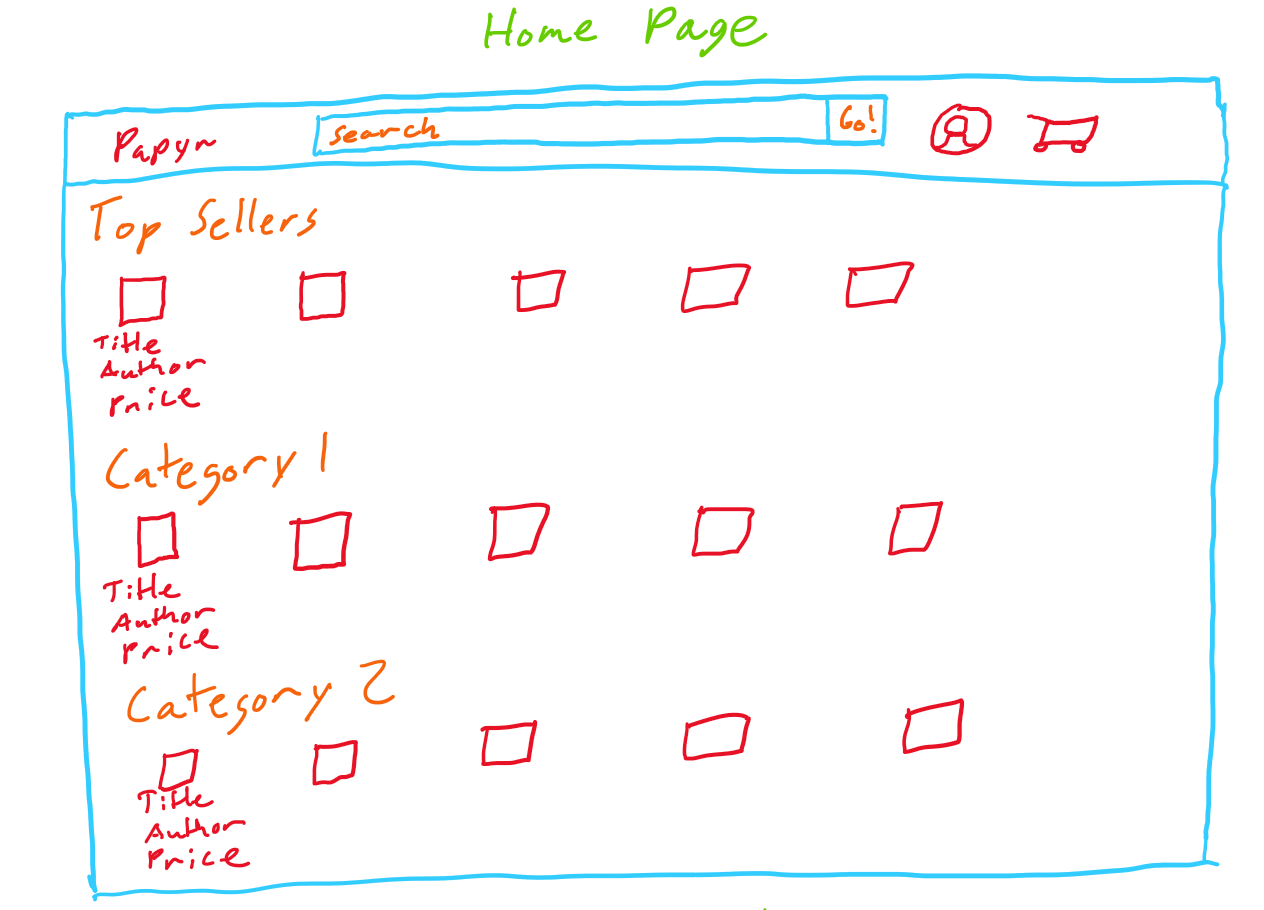 Home Page
Papyr
Search
Go!
Top Sellers
Title
Author
Price
Category 1
Title
Author
Price
Category 2
Title
Author
Price